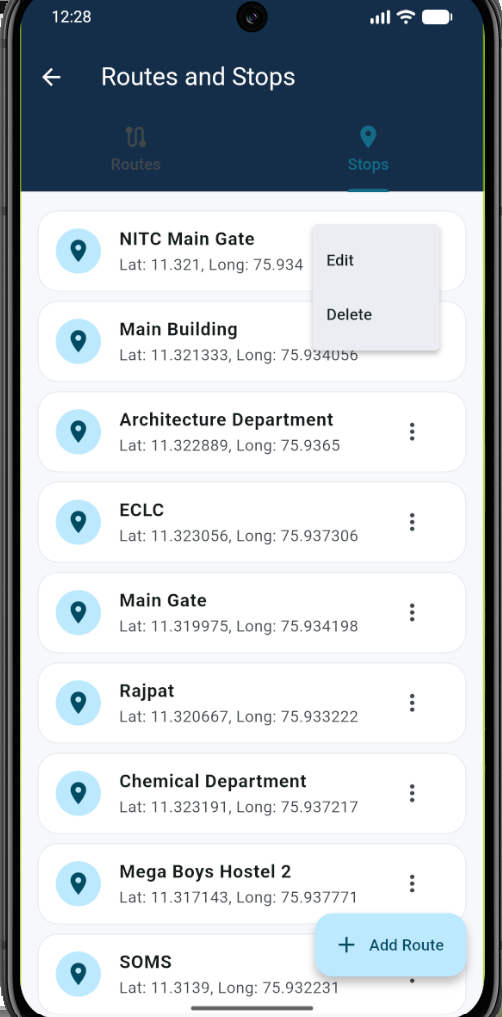 12:28
Routes and Stops
Routes
Stops
NITC Main Gate
Lat: 11.321, Long: 75.934
Edit
Delete
Main Building
Lat: 11.321333, Long: 75.934056
Architecture Department
Lat: 11.322889, Long: 75.9365
ECLC
Lat: 11.323056, Long: 75.937306
Main Gate
Lat: 11.319975, Long: 75.934198
Rajpat
Lat: 11.320667, Long: 75.933222
Chemical Department
Lat: 11.323191, Long: 75.937217
Mega Boys Hostel 2
Lat: 11.317143, Long: 75.937771
+ Add Route
SOMS
Lat: 11.3139, Long: 75.932231